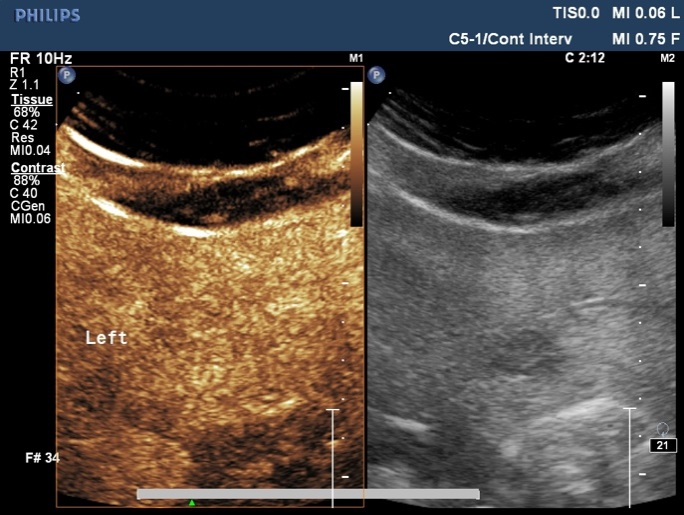 PHILIPS
TIS0.0 MI 0.06 L
C5-1/Cont Interv MI 0.75 F
FR 10Hz
M1
C 2:12
M2
R1
Z 1.1
P
P
Tissue
68%
C 42
Res
MI0.04
Contrast
88%
C 40
CGen
MI0.06
Left
21
F# 34